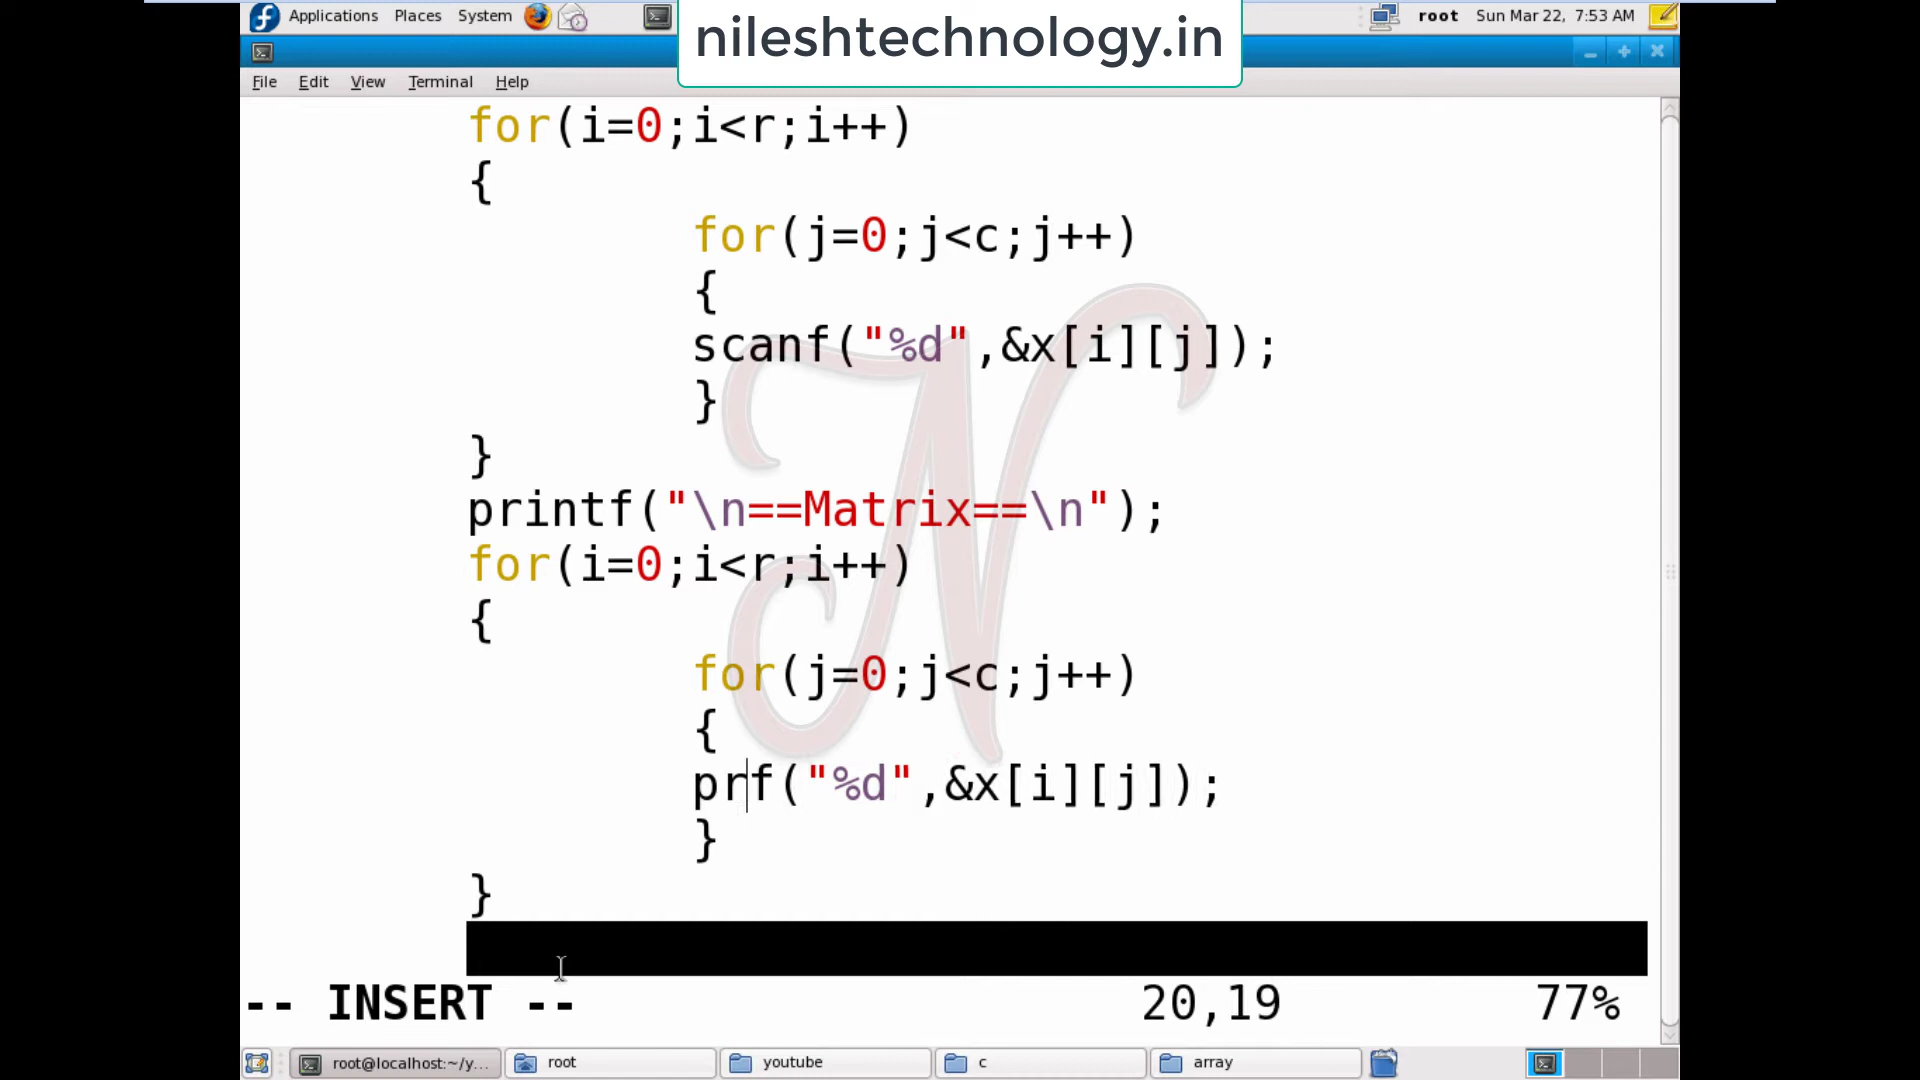 Applications Places System root Sun Mar 22, 7:53 AM
nileshtechnology.in
File Edit View Terminal Help
for(i=0;i<r;i++)
{
for(j=0;j<c;j++)
{
scanf("%d",&x[i][j]);
}
}
printf("\n==Matrix==\n");
for(i=0;i<r;i++)
{
for(j=0;j<c;j++)
{
prf("%d",&x[i][j]);
}
}
-- INSERT -- 20,19 77%
root@localhost:~/y... root youtube c array
N